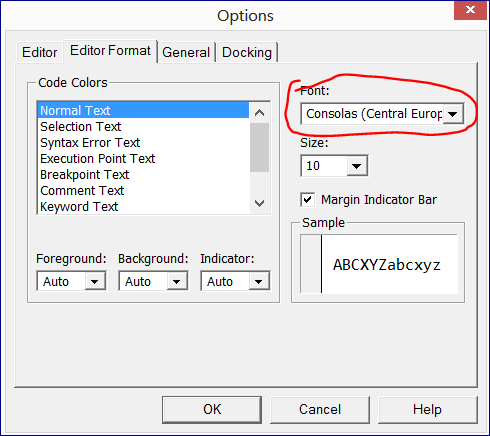 Options
Editor
Editor Format
General
Docking
Code Colors
Normal Text
Selection Text
Syntax Error Text
Execution Point Text
Breakpoint Text
Comment Text
Keyword Text
Foreground: Background: Indicator:
Auto Auto Auto
Font:
Consolas (Central Europ
Size:
10
Margin Indicator Bar
Sample
ABCXYZabcxyz
OK Cancel Help